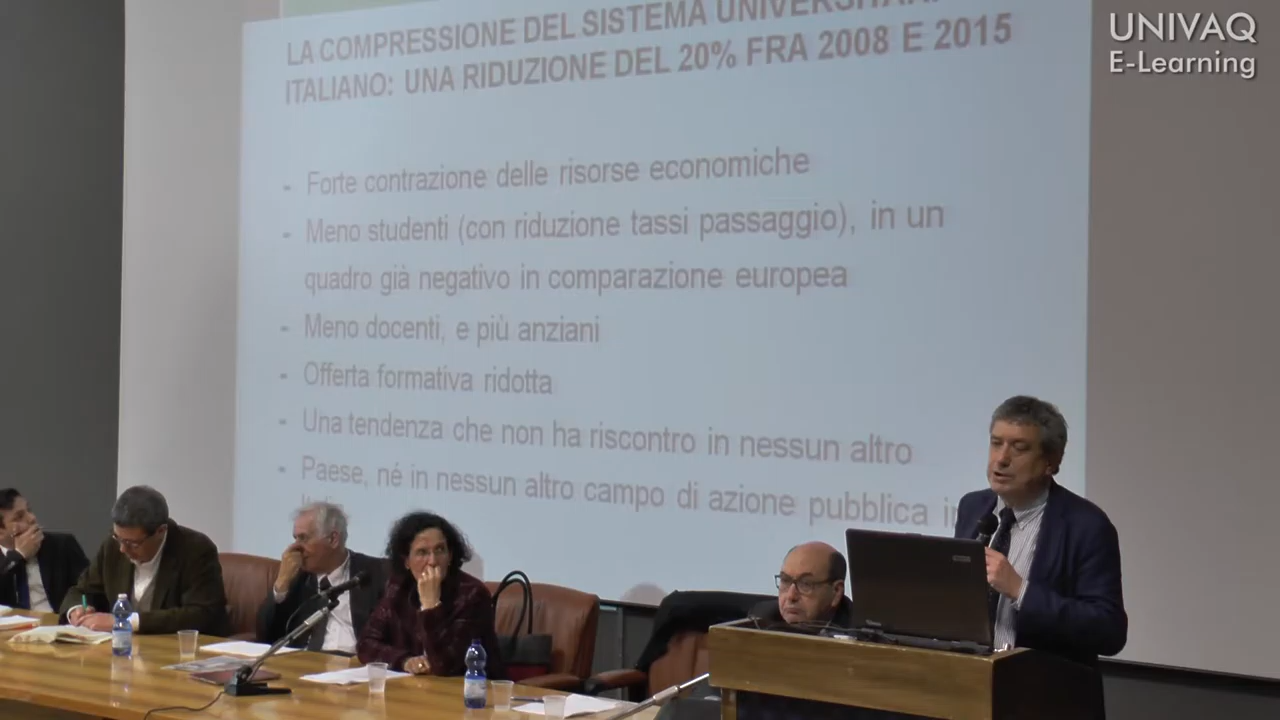 UNIVAQ
E-Learning
LA COMPRESSIONE DEL SISTEMA
ITALIANO: UNA RIDUZIONE DEL 20% FRA 2008 E 2015
- Forte contrazione delle risorse economiche
- Meno studenti (con riduzione tassi passaggio), in un
quadro già negativo in comparazione europea
- Meno docenti, e più anziani
- Offerta formativa ridotta
- Una tendenza che non ha riscontro in nessun altro
- Paese, né in nessun altro campo di azione pubblica